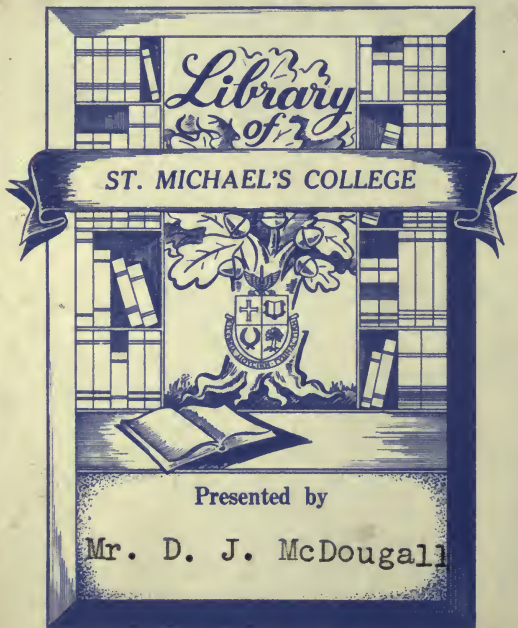 Library
of
ST. MICHAEL'S COLLEGE
Presented by
Mr. D. J. McDougall